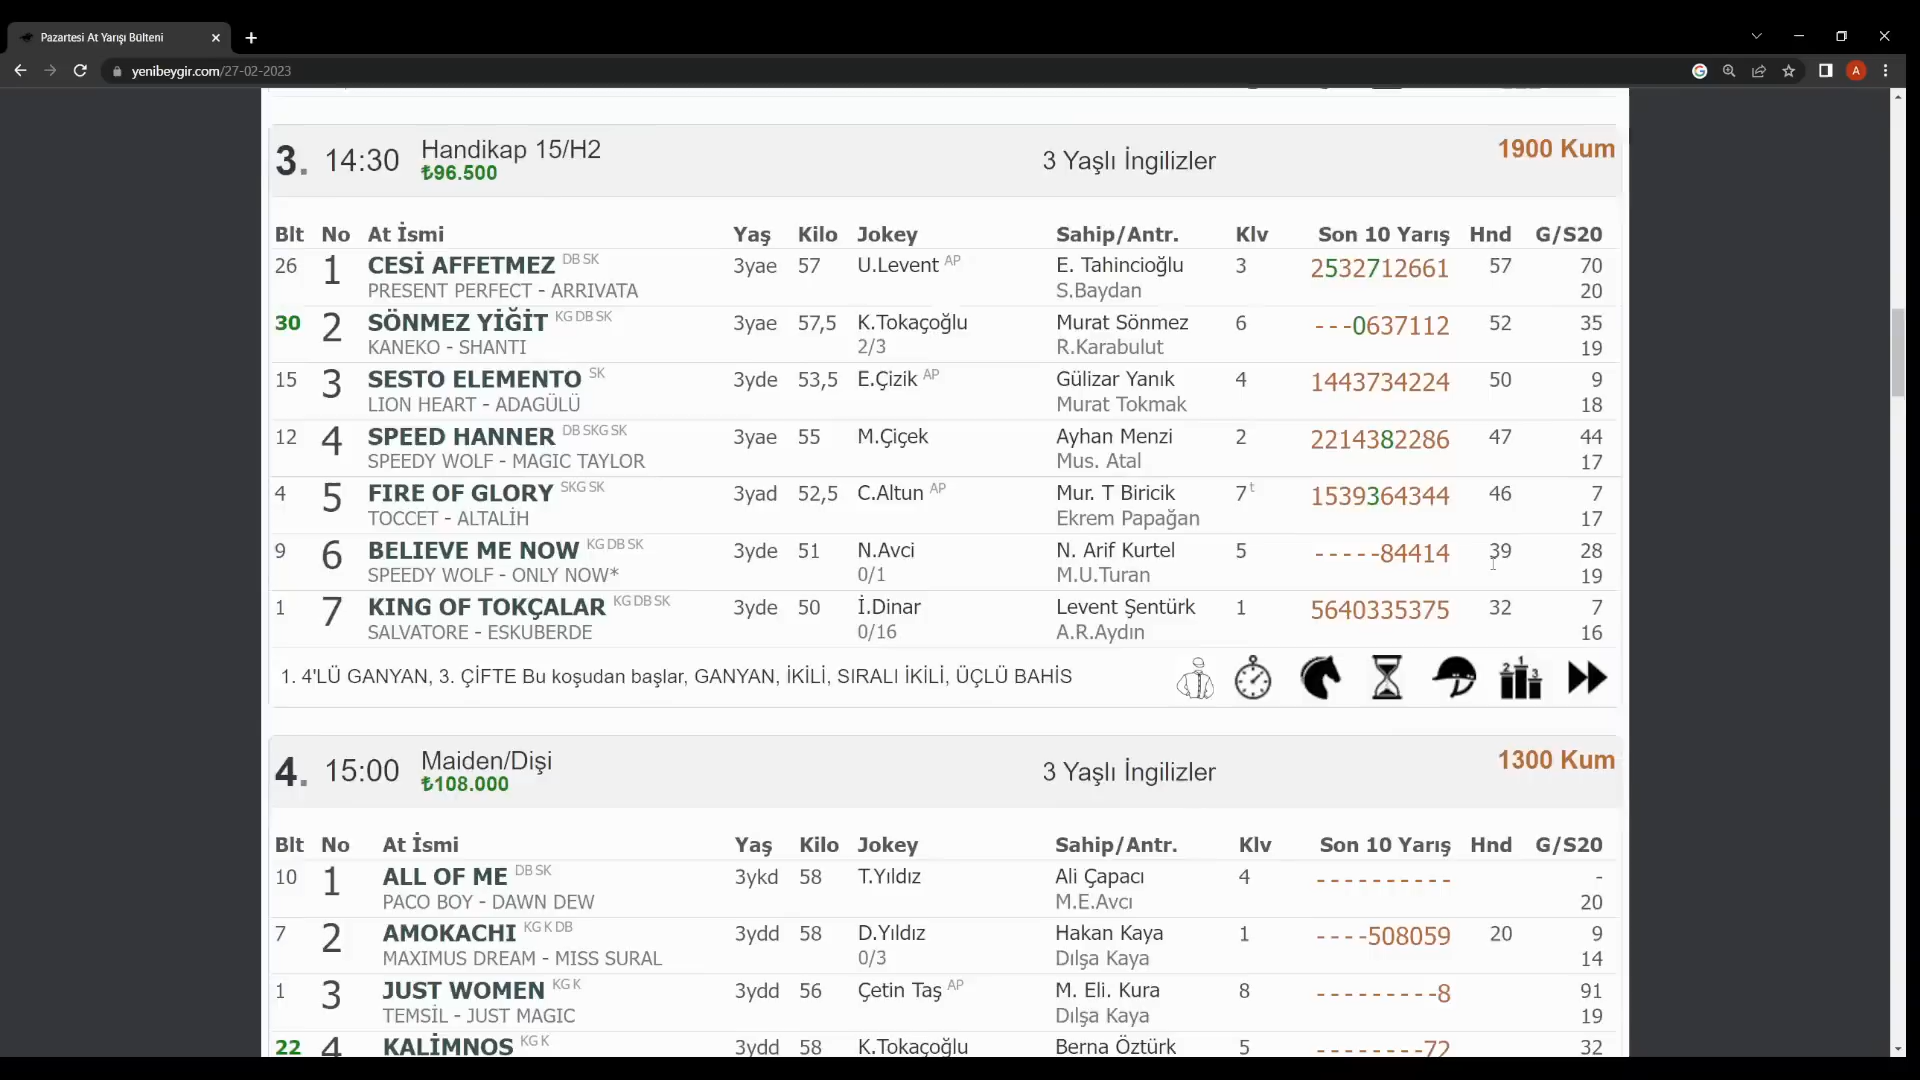 Pazartesi At Yarışı Bülteni
yenibeygir.com/27-02-2023
A
3. 14:30 Handikap 15/H2 3 Yaşlı İngilizler 1900 Kum
₺96.500
Blt No At İsmi Yaş Kilo Jokey Sahip/Antr. Klv Son 10 Yarış Hnd G/S20
26 1 CESİ AFFETMEZ DB SK 3yae 57 U.Levent AP E. Tahincioğlu 3 2532712661 57 70
PRESENT PERFECT - ARRIVATA S.Baydan 20
30 2 SÖNMEZ YİĞİT KG DB SK 3yae 57,5 K.Tokaçoğlu Murat Sönmez 6 ---0637112 52 35
KANEKO - SHANTI 2/3 R.Karabulut 19
15 3 SESTO ELEMENTO SK 3yde 53,5 E.Çizik AP Gülizar Yanık 4 1443734224 50 9
LION HEART - ADAGÜLÜ Murat Tokmak 18
12 4 SPEED HANNER DB SKG SK 3yae 55 M.Çiçek Ayhan Menzi 2 2214382286 47 44
SPEEDY WOLF - MAGIC TAYLOR Mus. Atal 17
4 5 FIRE OF GLORY SKG SK 3yad 52,5 C.Altun AP Mur. T Biricik 7 t 1539364344 46 7
TOCCET - ALTALİH Ekrem Papağan 17
9 6 BELIEVE ME NOW KG DB SK 3yde 51 N.Avci N. Arif Kurtel 5 -----84414 39 28
SPEEDY WOLF - ONLY NOW* 0/1 M.U.Turan 19
1 7 KING OF TOKÇALAR KG DB SK 3yde 50 İ.Dinar Levent Şentürk 1 5640335375 32 7
SALVATORE - ESKUBERDE 0/16 A.R.Aydın 16
1. 4'LÜ GANYAN, 3. ÇİFTE Bu koşudan başlar, GANYAN, İKİLİ, SIRALI İKİLİ, ÜÇLÜ BAHİS
4. 15:00 Maiden/Dişi 3 Yaşlı İngilizler 1300 Kum
₺108.000
Blt No At İsmi Yaş Kilo Jokey Sahip/Antr. Klv Son 10 Yarış Hnd G/S20
10 1 ALL OF ME DB SK 3ykd 58 T.Yıldız Ali Çapacı 4 ---------- -
PACO BOY - DAWN DEW M.E.Avcı 20
7 2 AMOKACHI KG K DB 3ydd 58 D.Yıldız Hakan Kaya 1 ----508059 20 9
MAXIMUS DREAM - MISS SURAL 0/3 Dılşa Kaya 14
1 3 JUST WOMEN KG K 3ydd 56 Çetin Taş AP M. Eli. Kura 8 ---------8 91
TEMSİL - JUST MAGIC Dılşa Kaya 19
22 4 KALİMNOS KG K 3ydd 58 K.Tokaçoğlu Berna Öztürk 5 --------72 32